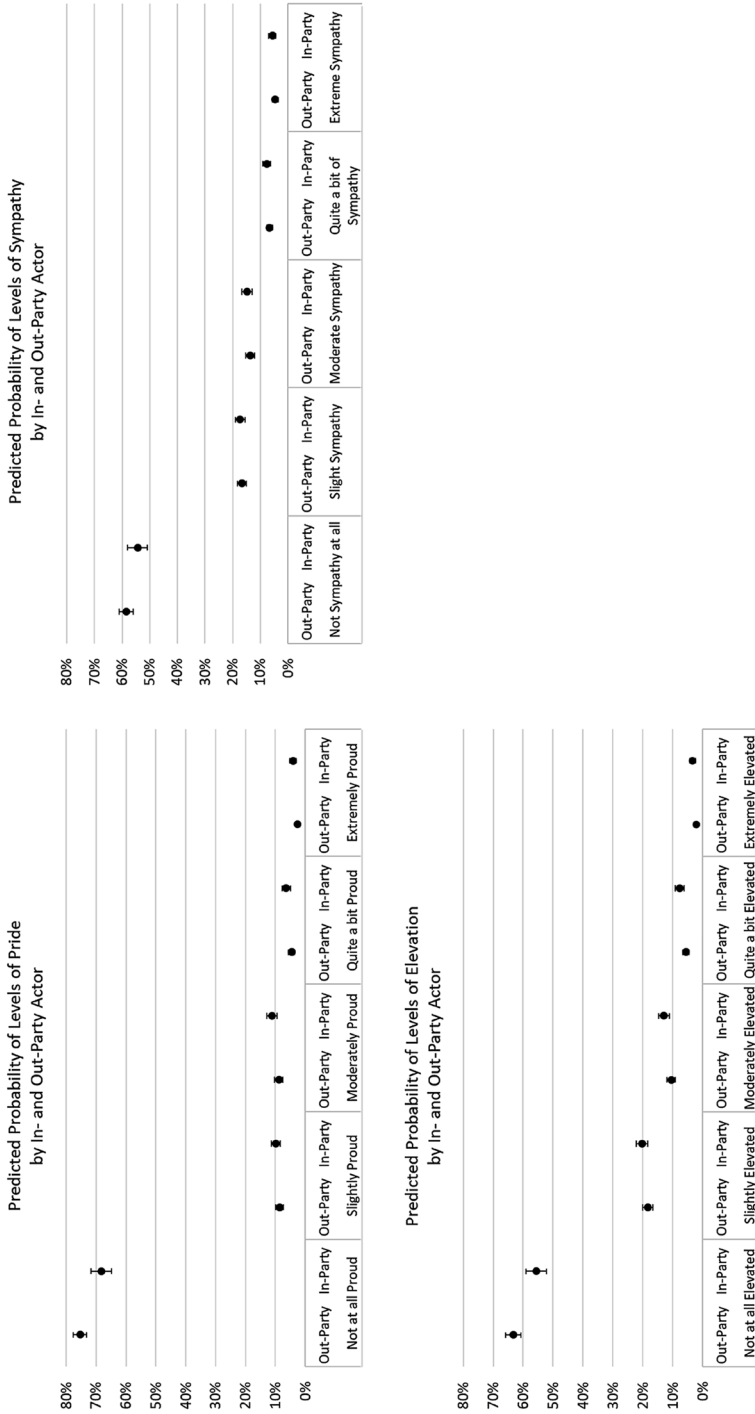 Predicted Probability of Levels of Pride
by In- and Out-Party Actor
80%
70%
60%
50%
40%
30%
20%
10%
0%
Out-Party In-Party Out-Party In-Party Out-Party In-Party Out-Party In-Party Out-Party In-Party
Not at all Proud Slightly Proud Moderately Proud Quite a bit Proud Extremely Proud
Predicted Probability of Levels of Sympathy
by In- and Out-Party Actor
80%
70%
60%
50%
40%
30%
20%
10%
0%
Out-Party In-Party Out-Party In-Party Out-Party In-Party Out-Party In-Party Out-Party In-Party
Not Sympathy at all Slight Sympathy Moderate Sympathy Quite a bit of Extreme Sympathy
Sympathy
Predicted Probability of Levels of Elevation
by In- and Out-Party Actor
80%
70%
60%
50%
40%
30%
20%
10%
0%
Out-Party In-Party Out-Party In-Party Out-Party In-Party Out-Party In-Party Out-Party In-Party
Not at all Elevated Slightly Elevated Moderately Elevated Quite a bit Elevated Extremely Elevated